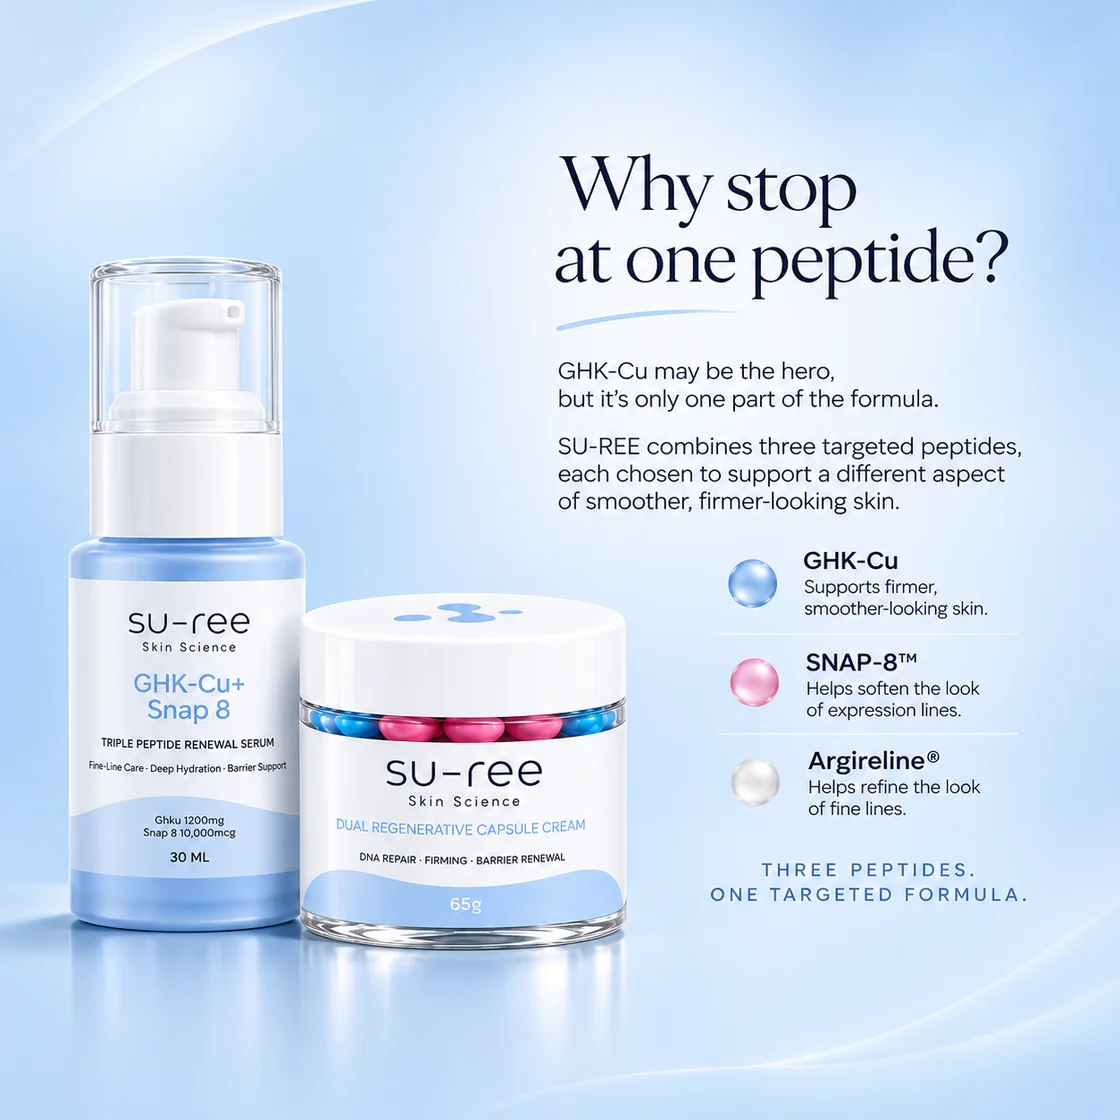 Why stop
at one peptide?
GHK-Cu may be the hero,
but it's only one part of the formula.
SU-REE combines three targeted peptides,
each chosen to support a different aspect
of smoother, firmer-looking skin.
GHK-Cu
Supports firmer,
smoother-looking skin.
SNAP-8™
Helps soften the look
of expression lines.
Argireline®
Helps refine the look
of fine lines.
THREE PEPTIDES.
ONE TARGETED FORMULA.
su-ree
Skin Science
GHK-Cu+
Snap 8
TRIPLE PEPTIDE RENEWAL SERUM
Fine-Line Care · Deep Hydration · Barrier Support
Ghku 1200mg
Snap 8 10,000mcg
30 ML
su-ree
Skin Science
DUAL REGENERATIVE CAPSULE CREAM
DNA REPAIR · FIRMING · BARRIER RENEWAL
65g